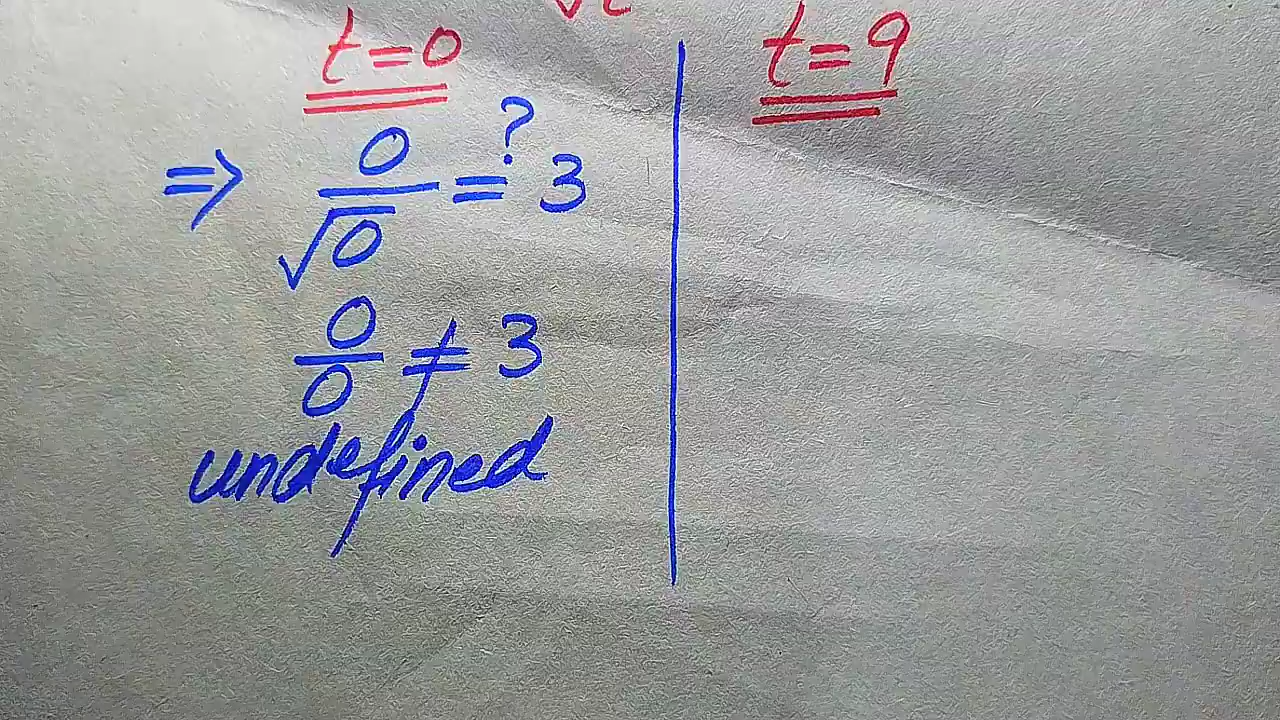 t=0
⇒ 0/√0 =? 3
0/0 ≠ 3
undefined
t=9